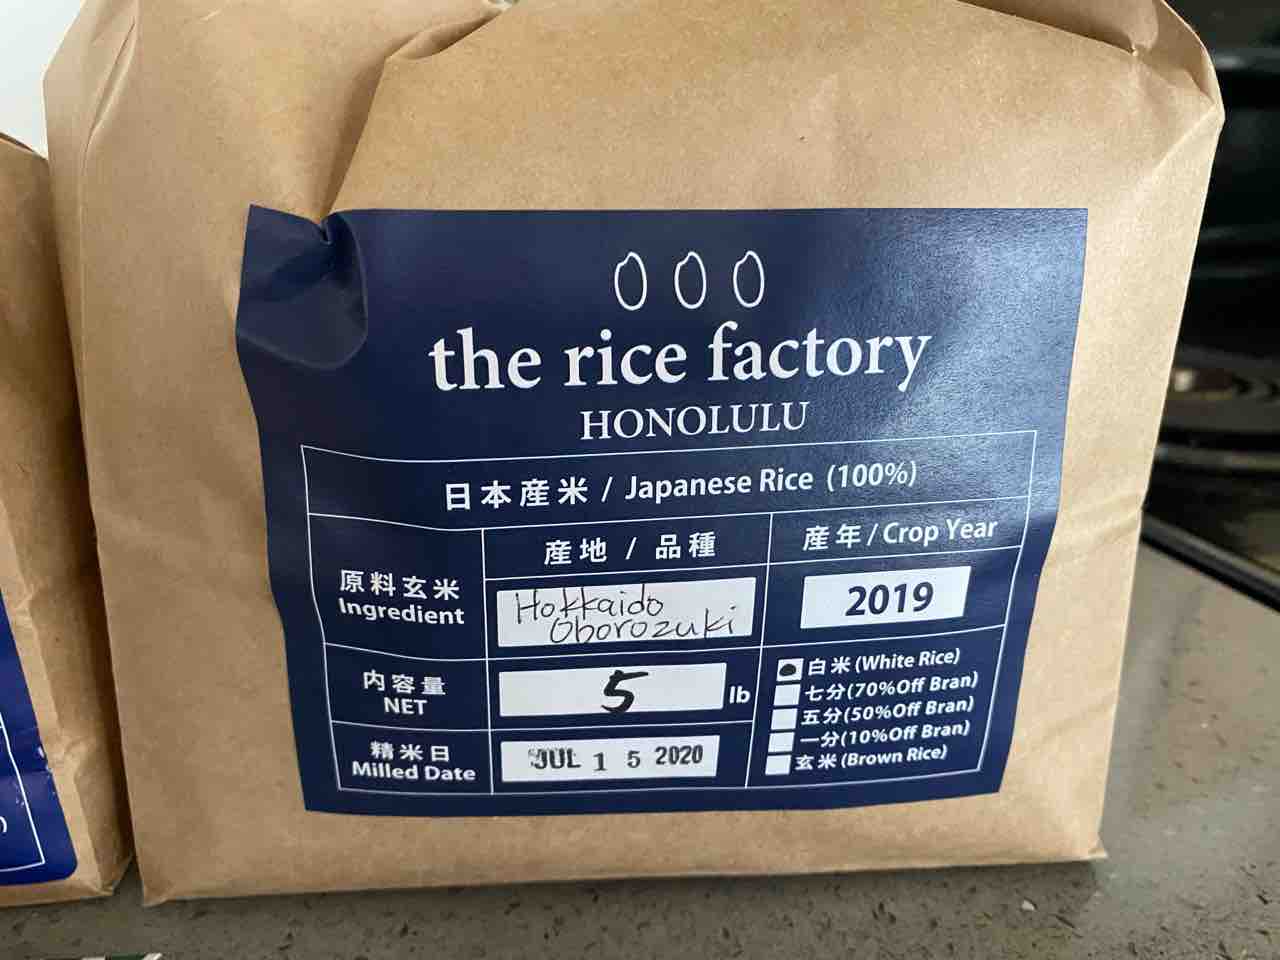 the rice factory
HONOLULU
日本産米 / Japanese Rice (100%)
原料玄米
Ingredient
産地 / 品種
Hokkaido
Oborozuki
産年 / Crop Year
2019
内容量
NET
5 lb
精米日
Milled Date
JUL 15 2020
白米 (White Rice)
七分 (70%Off Bran)
五分 (50%Off Bran)
一分 (10%Off Bran)
玄米 (Brown Rice)